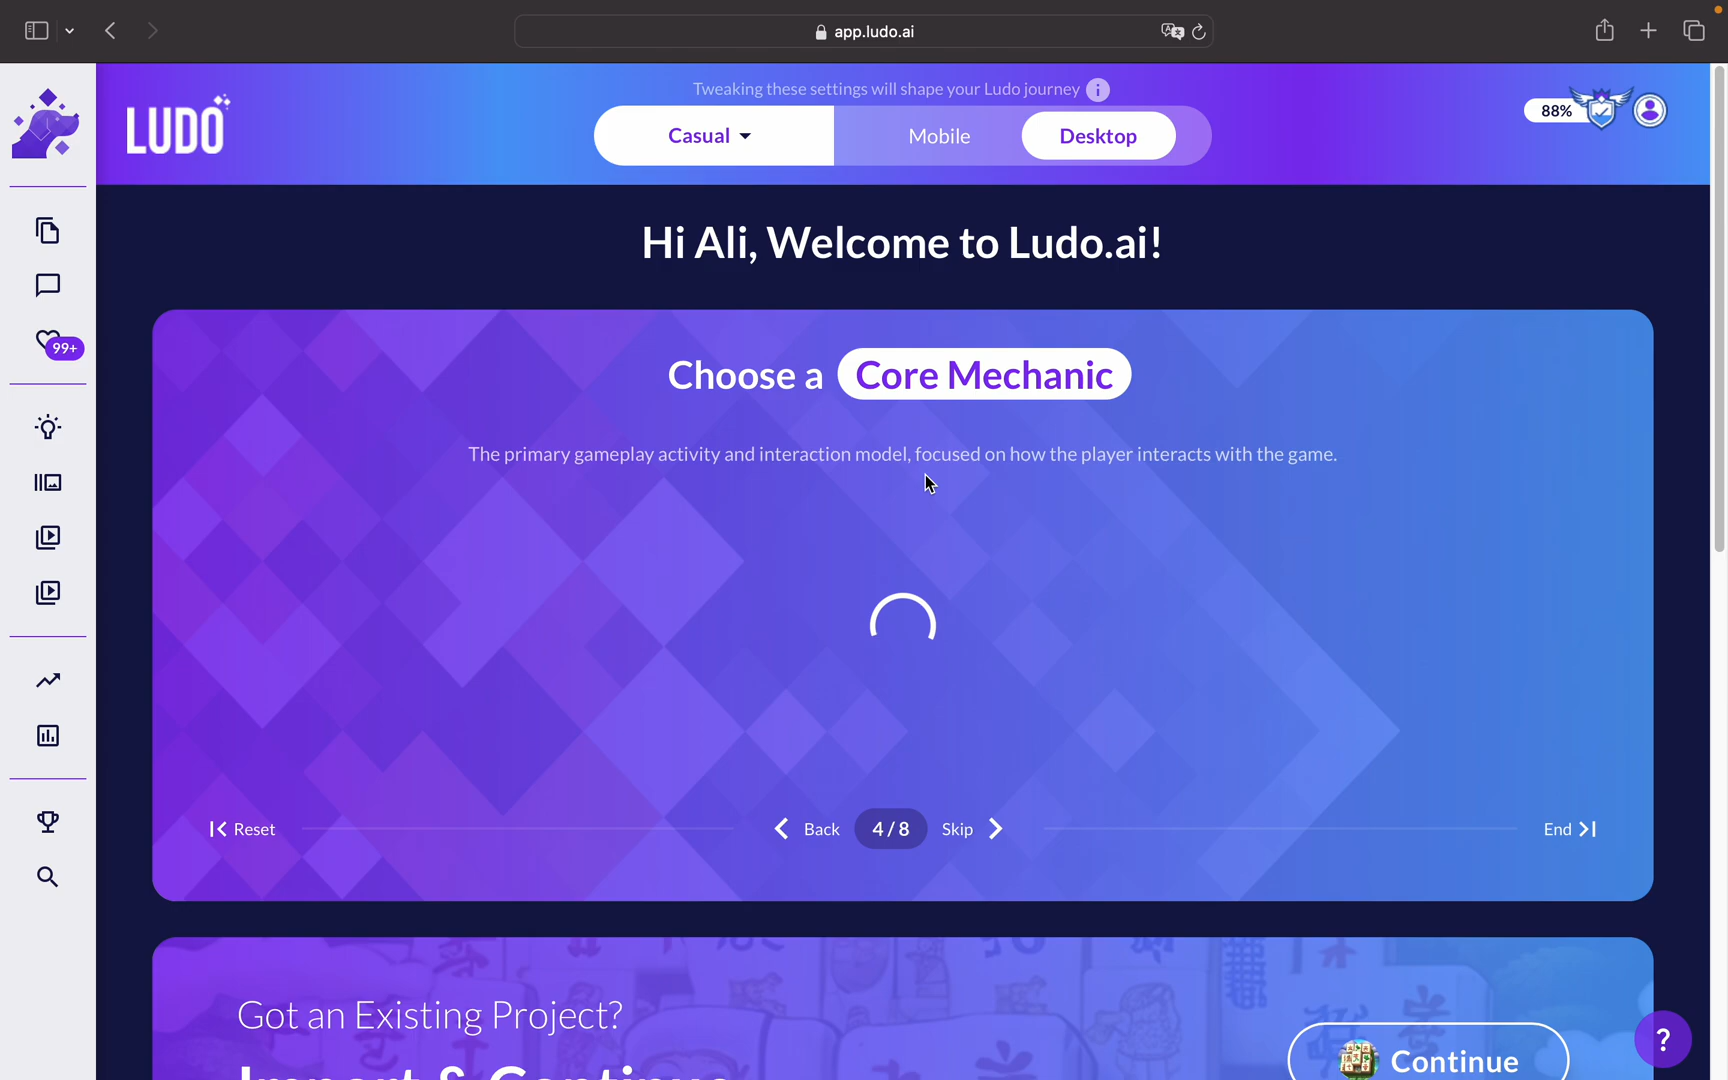 app.ludo.ai
Tweaking these settings will shape your Ludo journey i
LUDO
Casual
Mobile
Desktop
88%
Hi Ali, Welcome to Ludo.ai!
99+
Choose a Core Mechanic
The primary gameplay activity and interaction model, focused on how the player interacts with the game.
Reset
Back
4 / 8
Skip
End
Got an Existing Project?
Import & Continue
Continue
?